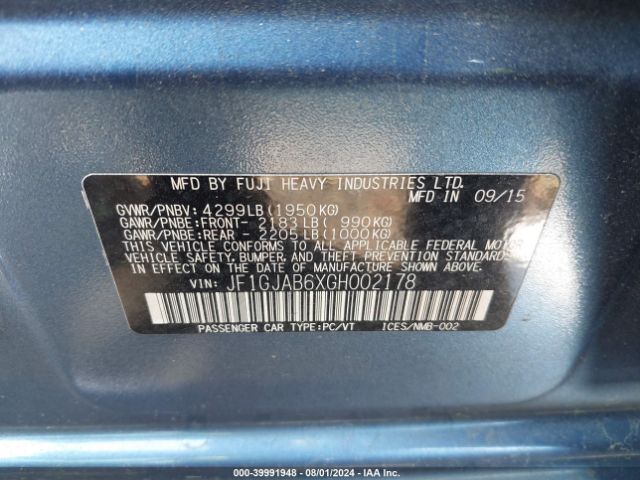 MFD BY FUJI HEAVY INDUSTRIES LTD.
MFD IN 09/15
GVWR/PNBV: 4299LB(1950KG)
GAWR/PNBE:FRONT- 2183LB( 990KG)
GAWR/PNBE:REAR - 2205LB(1000KG)
THIS VEHICLE CONFORMS TO ALL APPLICABLE FEDERAL MOTOR
VEHICLE SAFETY, BUMPER, AND THEFT PREVENTION STANDARDS
IN EFFECT ON THE DATE OF MANUFACTURE SHOWN ABOVE.
VIN: JF1GJAB6XGH002178
PASSENGER CAR TYPE:PC/VT ICES/NMB-002
000-39991948 - 08/01/2024 - IAA Inc.